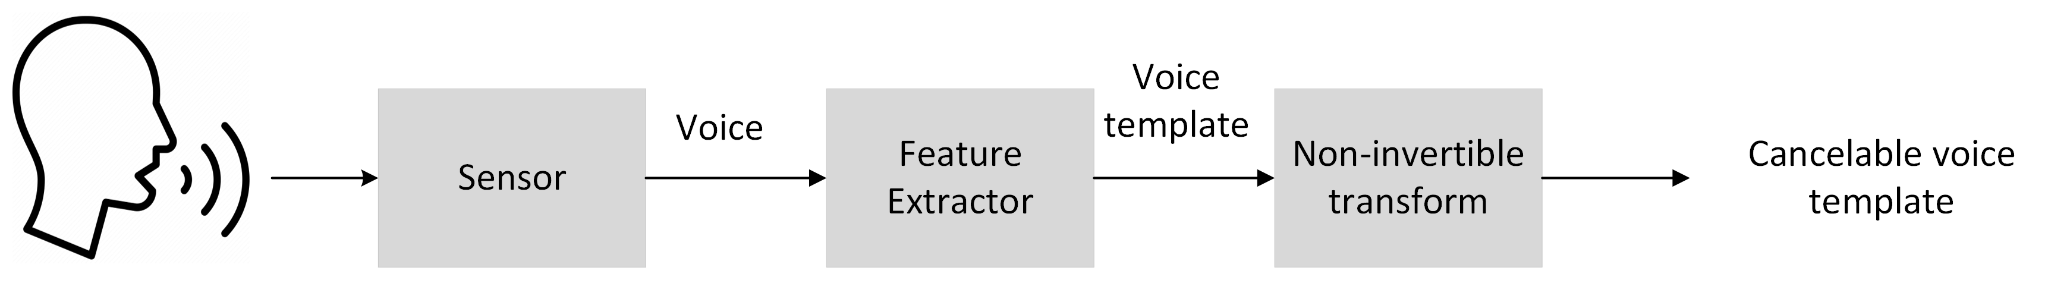 Sensor
Voice
Feature
Extractor
Voice
template
Non-invertible
transform
Cancelable voice
template